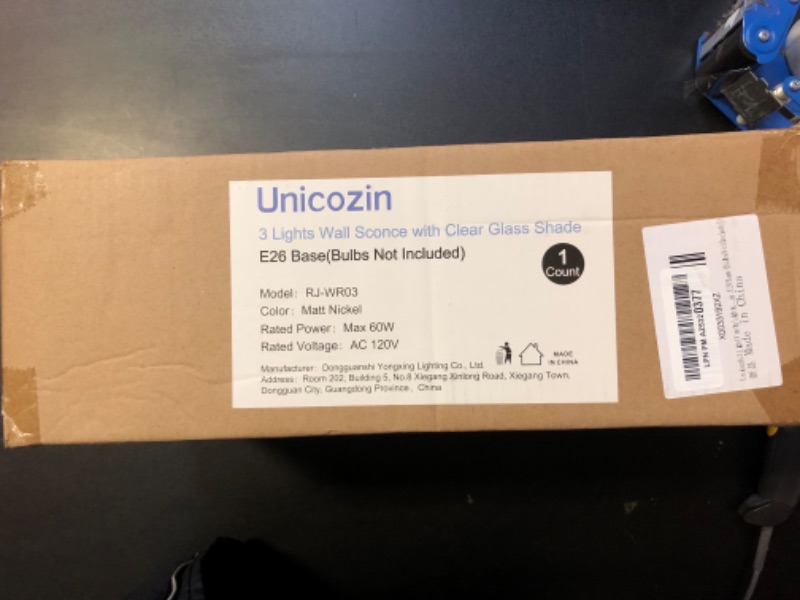 Unicozin
3 Lights Wall Sconce with Clear Glass Shade
E26 Base(Bulbs Not Included)
1
Count
Model: RJ-WR03
Color: Matt Nickel
Rated Power: Max 60W
Rated Voltage: AC 120V
Manufacturer: Dongguanshi Yongxing Lighting Co., Ltd.
Address: Room 202, Building 5, No.8 Xiegang Xinlong Road, Xiegang Town,
Dongguan City, Guangdong Province, China
MADE
IN CHINA
LPN PM A25920377
Made in China